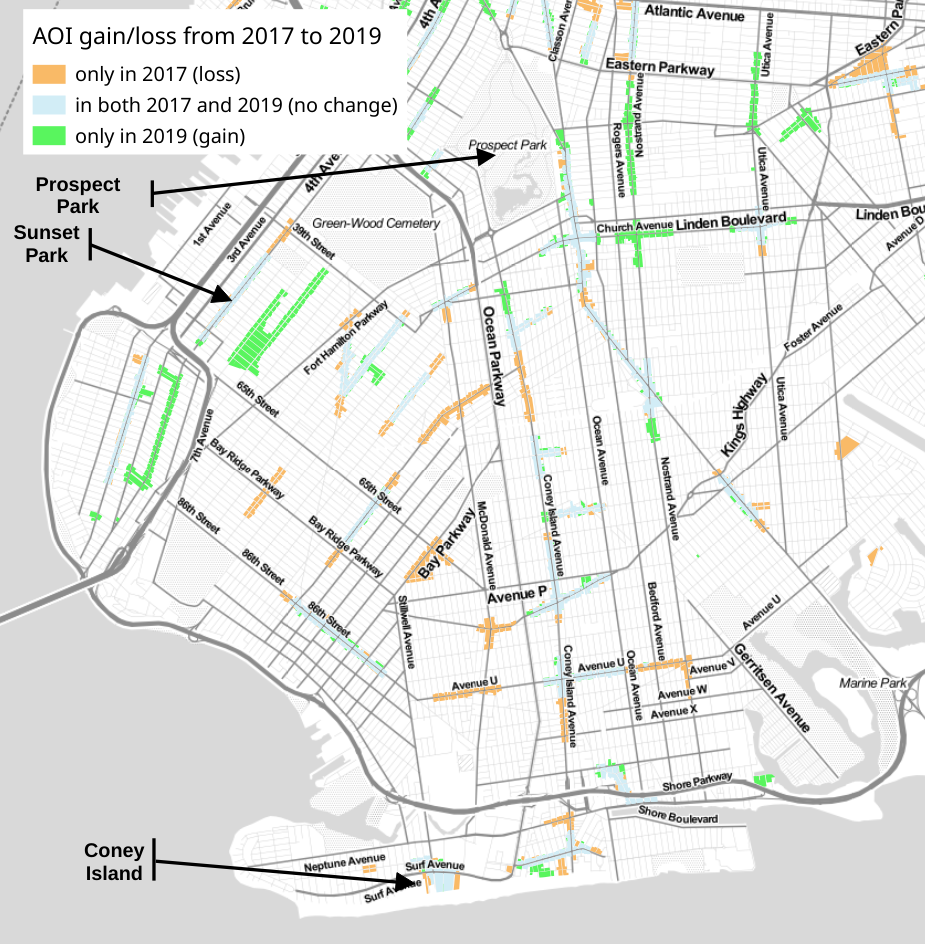 AOI gain/loss from 2017 to 2019
only in 2017 (loss)
in both 2017 and 2019 (no change)
only in 2019 (gain)
Prospect
Park
Sunset
Park
Coney
Island
4th A
Classon Aven
Atlantic Avenue
Utica Avenue
Eastern Pa
Eastern Parkway
Nostrand Avenue
Rogers Avenue
Prospect Park
4th Ave
Utica Avenue
1st Avenue
3rd Avenue
Green-Wood Cemetery
39th Street
Church Avenue
Linden Boulevard
Linden Bou
Avenue D
Ocean Parkway
Fort Hamilton Parkway
Foster Avenue
65th Street
Kings Highway
Utica Avenue
7th Avenue
Ocean Avenue
Bay Ridge Parkway
65th Street
Coney Island Avenue
Nostrand Avenue
86th Street
Bay Ridge Parkway
McDonald Avenue
Bay Parkway
86th Street
Avenue P
Bedford Avenue
86th Street
Stillwell Avenue
Avenue U
Coney Island Avenue
Avenue U
Ocean Avenue
Avenue V
Gerritsen Avenue
Avenue U
Avenue W
Avenue X
Marine Park
Shore Parkway
Shore Boulevard
Neptune Avenue
Surf Avenue
Surf Avenue